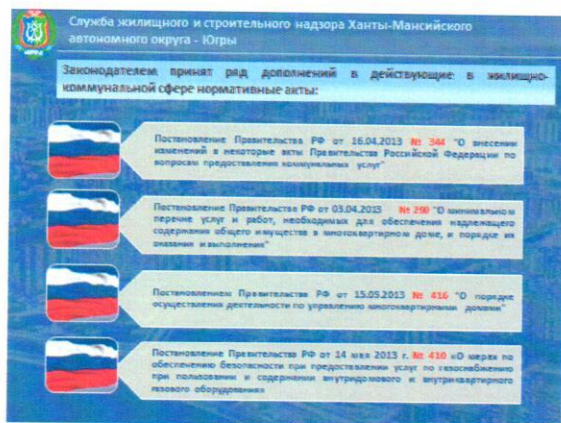 Служба жилищного и строительного надзора Ханты-Мансийского
автономного округа - Югры
Законодателем принят ряд дополнений в действующие в жилищно-
коммунальной сфере нормативные акты:
Постановление Правительства РФ от 16.04.2013 № 344 "О внесении
изменений в некоторые акты Правительства Российской Федерации по
вопросам предоставления коммунальных услуг"
Постановление Правительства РФ от 03.04.2013 № 290 "О минимальном
перечне услуг и работ, необходимых для обеспечения надлежащего
содержания общего имущества в многоквартирном доме, и порядке их
оказания и выполнения"
Постановлением Правительства РФ от 15.05.2013 № 416 "О порядке
осуществления деятельности по управлению многоквартирными домами"
Постановление Правительства РФ от 14 мая 2013 г. № 410 «О мерах по
обеспечению безопасности при предоставлении услуг по газоснабжению
при пользовании и содержании внутридомового и внутриквартирного
газового оборудования»